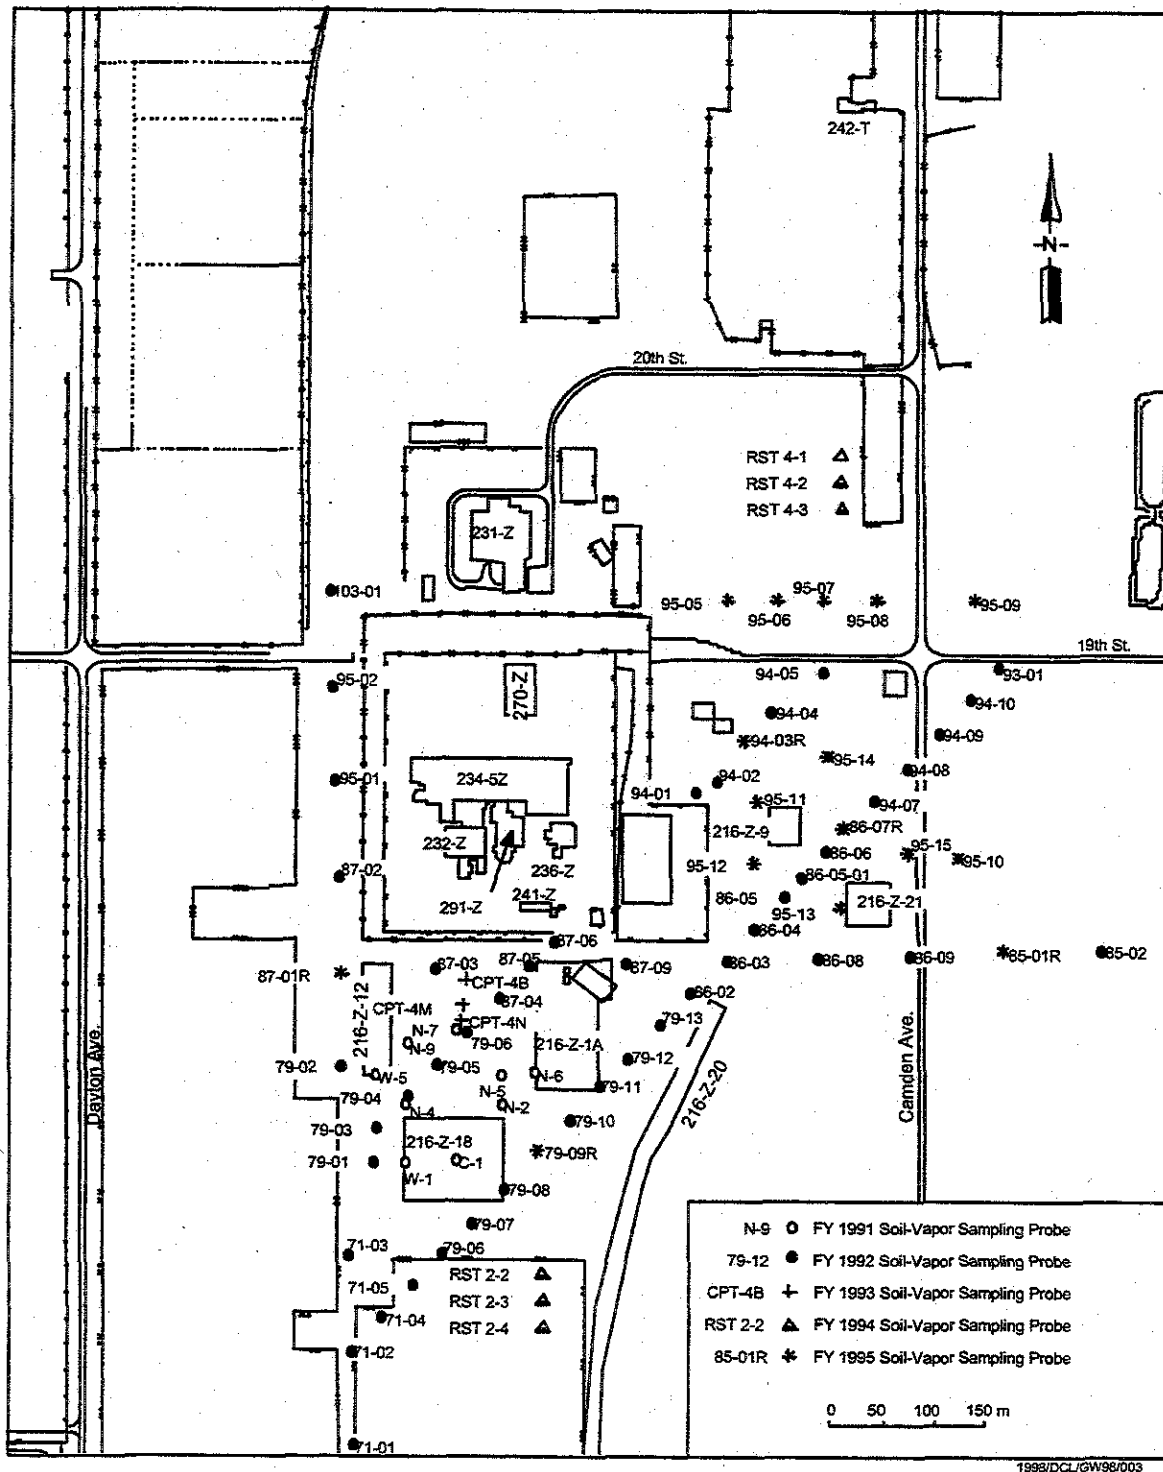 242-T
-N-
20th St.
RST 4-1
RST 4-2
RST 4-3
231-Z
103-01
95-05
95-06
95-07
95-08
95-09
19th St.
95-02
270-Z
94-05
93-01
94-10
94-04
94-03R
94-09
95-14
94-08
95-01
234-5Z
94-02
94-01
95-11
94-07
216-Z-9
86-07R
232-Z
236-Z
95-12
86-06
95-15
95-10
87-02
86-05-01
86-05
291-Z
241-Z
95-13
216-Z-21
86-04
87-06
87-01R
87-03
87-05
87-09
86-03
86-08
86-09
85-01R
85-02
CPT-4B
216-Z-12
CPT-4M
87-04
86-02
CPT-4N
79-13
N-7
N-9
79-06
216-Z-1A
Dayton Ave.
79-02
W-5
79-05
N-6
79-12
79-11
Camden Ave.
N-5
79-04
N-4
N-2
216-Z-20
79-03
79-10
216-Z-18
79-09R
79-01
W-1
C-1
79-08
79-07
71-03
79-06
71-05
RST 2-2
RST 2-3
RST 2-4
71-04
71-02
71-01
N-9 FY 1991 Soil-Vapor Sampling Probe
79-12 FY 1992 Soil-Vapor Sampling Probe
CPT-4B FY 1993 Soil-Vapor Sampling Probe
RST 2-2 FY 1994 Soil-Vapor Sampling Probe
85-01R FY 1995 Soil-Vapor Sampling Probe
0 50 100 150 m
1998/DCL/GW98/003